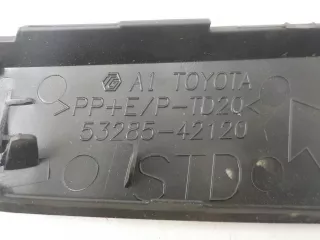 A1 TOYOTA
>PP+E/P-TD20<
53285-42120
STD